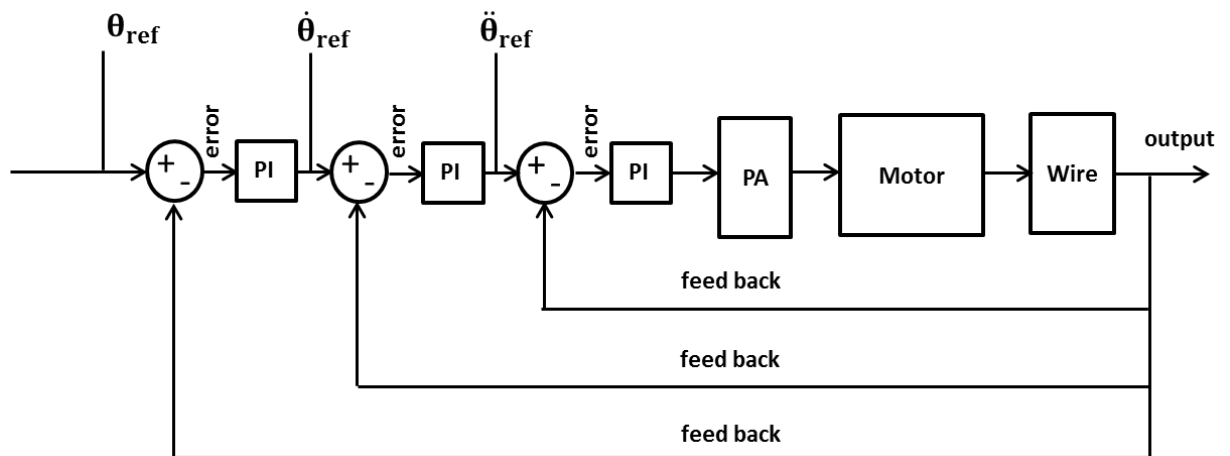 θref
θ̇ref
θ̈ref
+
-
error
PI
+
-
error
PI
+
-
error
PI
PA
Motor
Wire
output
feed back
feed back
feed back